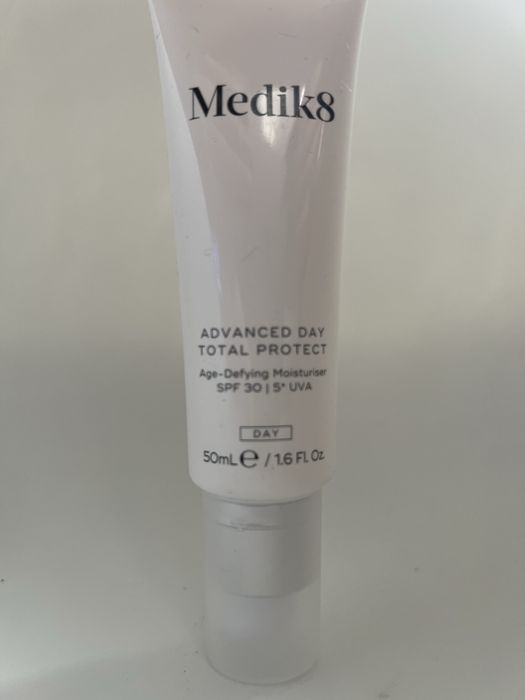 Medik8
ADVANCED DAY
TOTAL PROTECT
Age-Defying Moisturiser
SPF 30 | 5* UVA
DAY
50mL ℮ / 1.6 Fl. Oz.